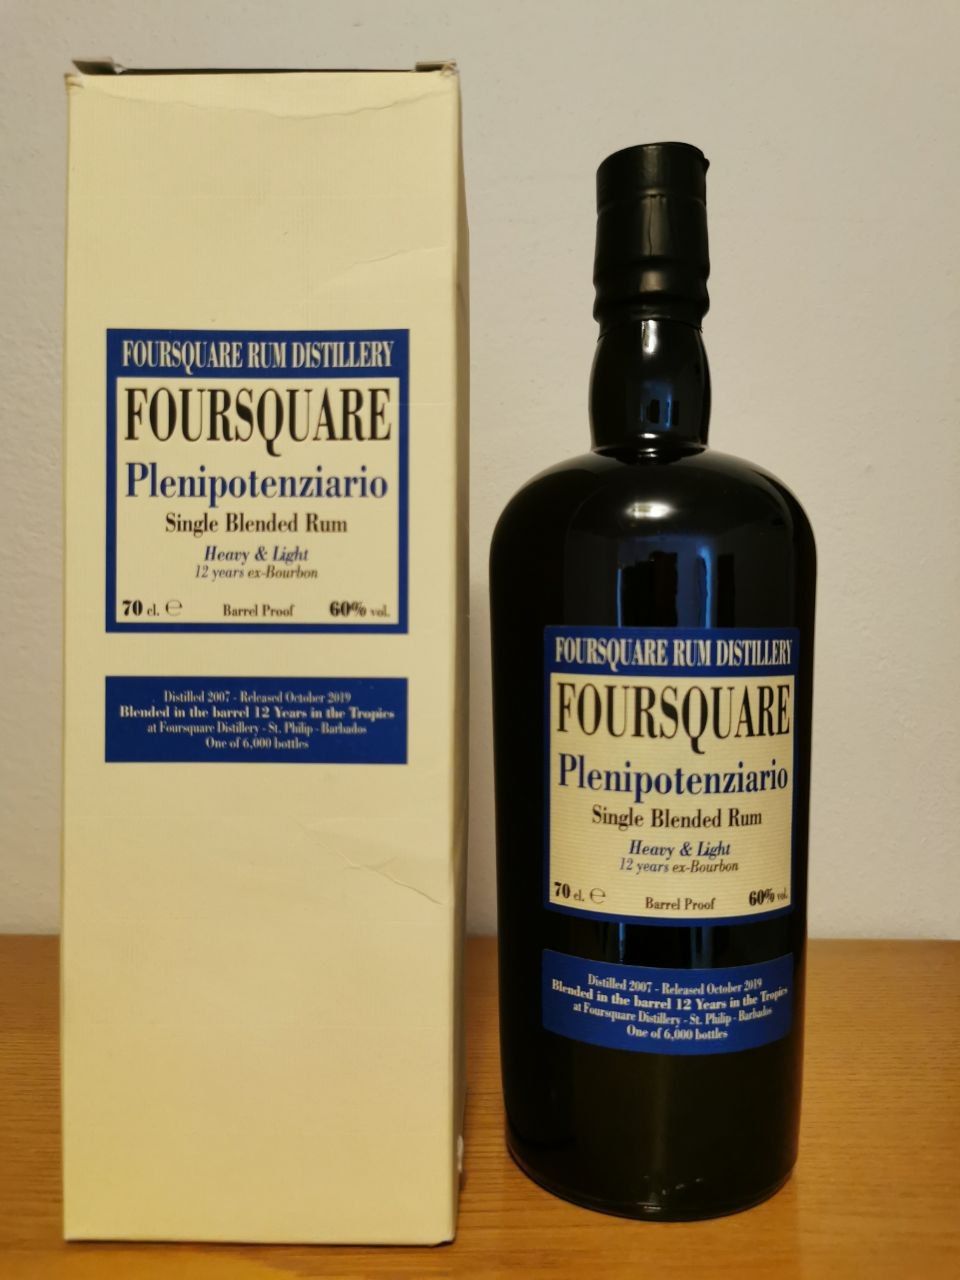 FOURSQUARE RUM DISTILLERY
FOURSQUARE
Plenipotenziario
Single Blended Rum
Heavy & Light
12 years ex-Bourbon
70 cl. ℮ Barrel Proof 60% vol.
Distilled 2007 - Released October 2019
Blended in the barrel 12 Years in the Tropics
at Foursquare Distillery - St. Philip - Barbados
One of 6,000 bottles
FOURSQUARE RUM DISTILLERY
FOURSQUARE
Plenipotenziario
Single Blended Rum
Heavy & Light
12 years ex-Bourbon
70 cl. ℮ Barrel Proof 60% vol.
Distilled 2007 - Released October 2019
Blended in the barrel 12 Years in the Tropics
at Foursquare Distillery - St. Philip - Barbados
One of 6,000 bottles